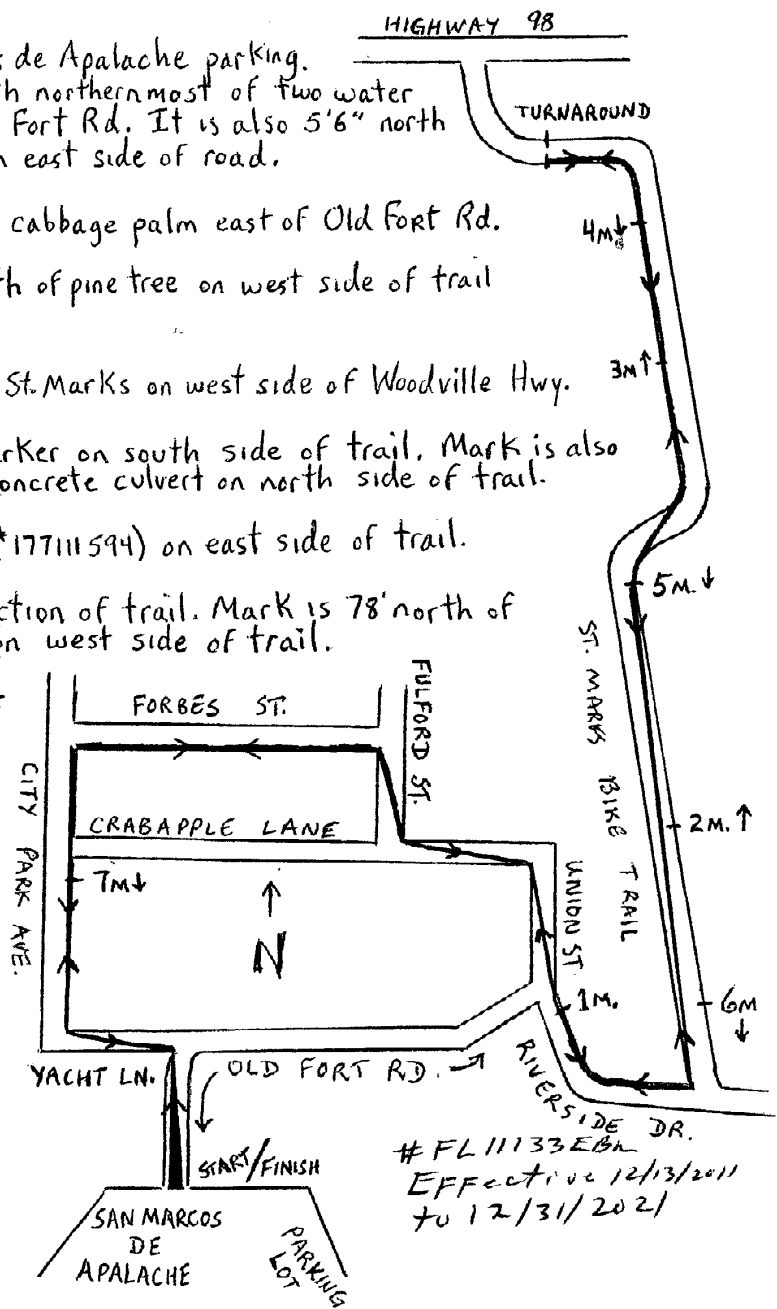 HIGHWAY 98
de Apalache parking.
northernmost of two water
Fort Rd. It is also 5'6" north
east side of road.
TURNAROUND
cabbage palm east of Old Fort Rd.
4M↓
of pine tree on west side of trail
3M↑
St. Marks on west side of Woodville Hwy.
on south side of trail. Mark is also
concrete culvert on north side of trail.
177111594) on east side of trail.
5M.↓
of trail. Mark is 78' north of
west side of trail.
FORBES ST.
FULFORD ST.
ST. MARKS BIKE TRAIL
CITY PARK AVE.
CRABAPPLE LANE
2M.↑
7M↓
UNION ST
N
1M.
6M↓
YACHT LN.
OLD FORT RD.
RIVERSIDE DR.
START/FINISH
# FL11133EBM
Effective 12/13/2011
to 12/31/2021
SAN MARCOS
DE
APALACHE
PARKING
LOT